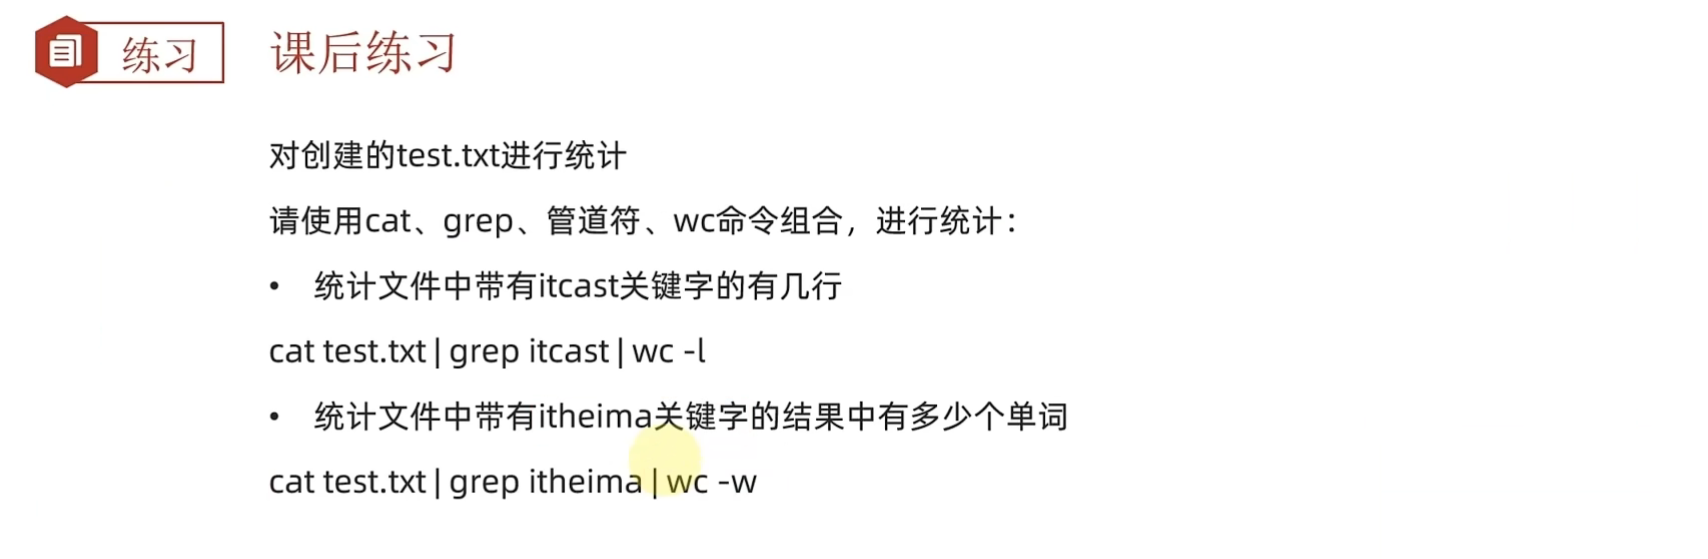 练习
课后练习
对创建的test.txt进行统计
请使用cat、grep、管道符、wc命令组合，进行统计：
• 统计文件中带有itcast关键字的有几行
cat test.txt | grep itcast | wc -l
• 统计文件中带有itheima关键字的结果中有多少个单词
cat test.txt | grep itheima | wc -w